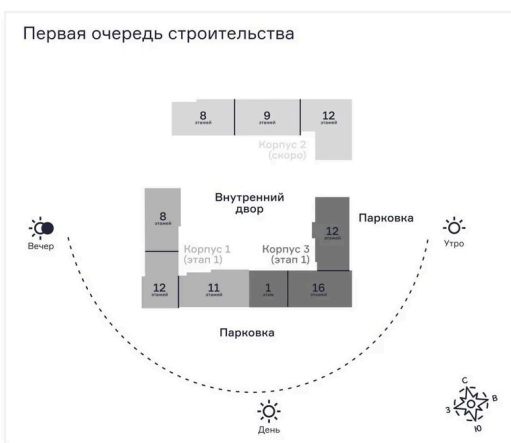 Первая очередь строительства
8
этажей
9
этажей
12
этажей
Корпус 2
(скоро)
Внутренний
двор
8
этажей
12
этажей
Парковка
Вечер
Утро
Корпус 1
(этап 1)
Корпус 3
(этап 1)
12
этажей
11
этажей
1
этаж
16
этажей
Парковка
День
С
В
З
Ю